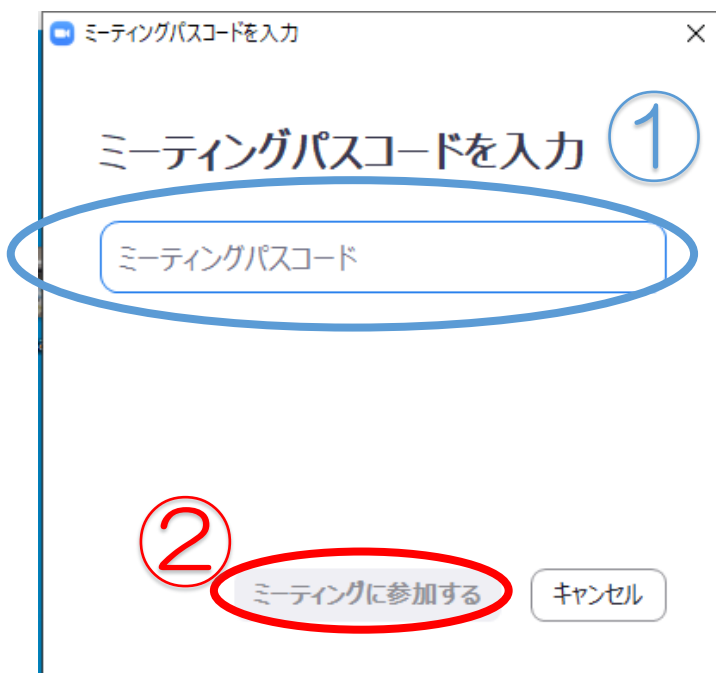 ミーティングパスコードを入力
ミーティングパスコードを入力 ①
ミーティングパスコード
②
ミーティングに参加する キャンセル